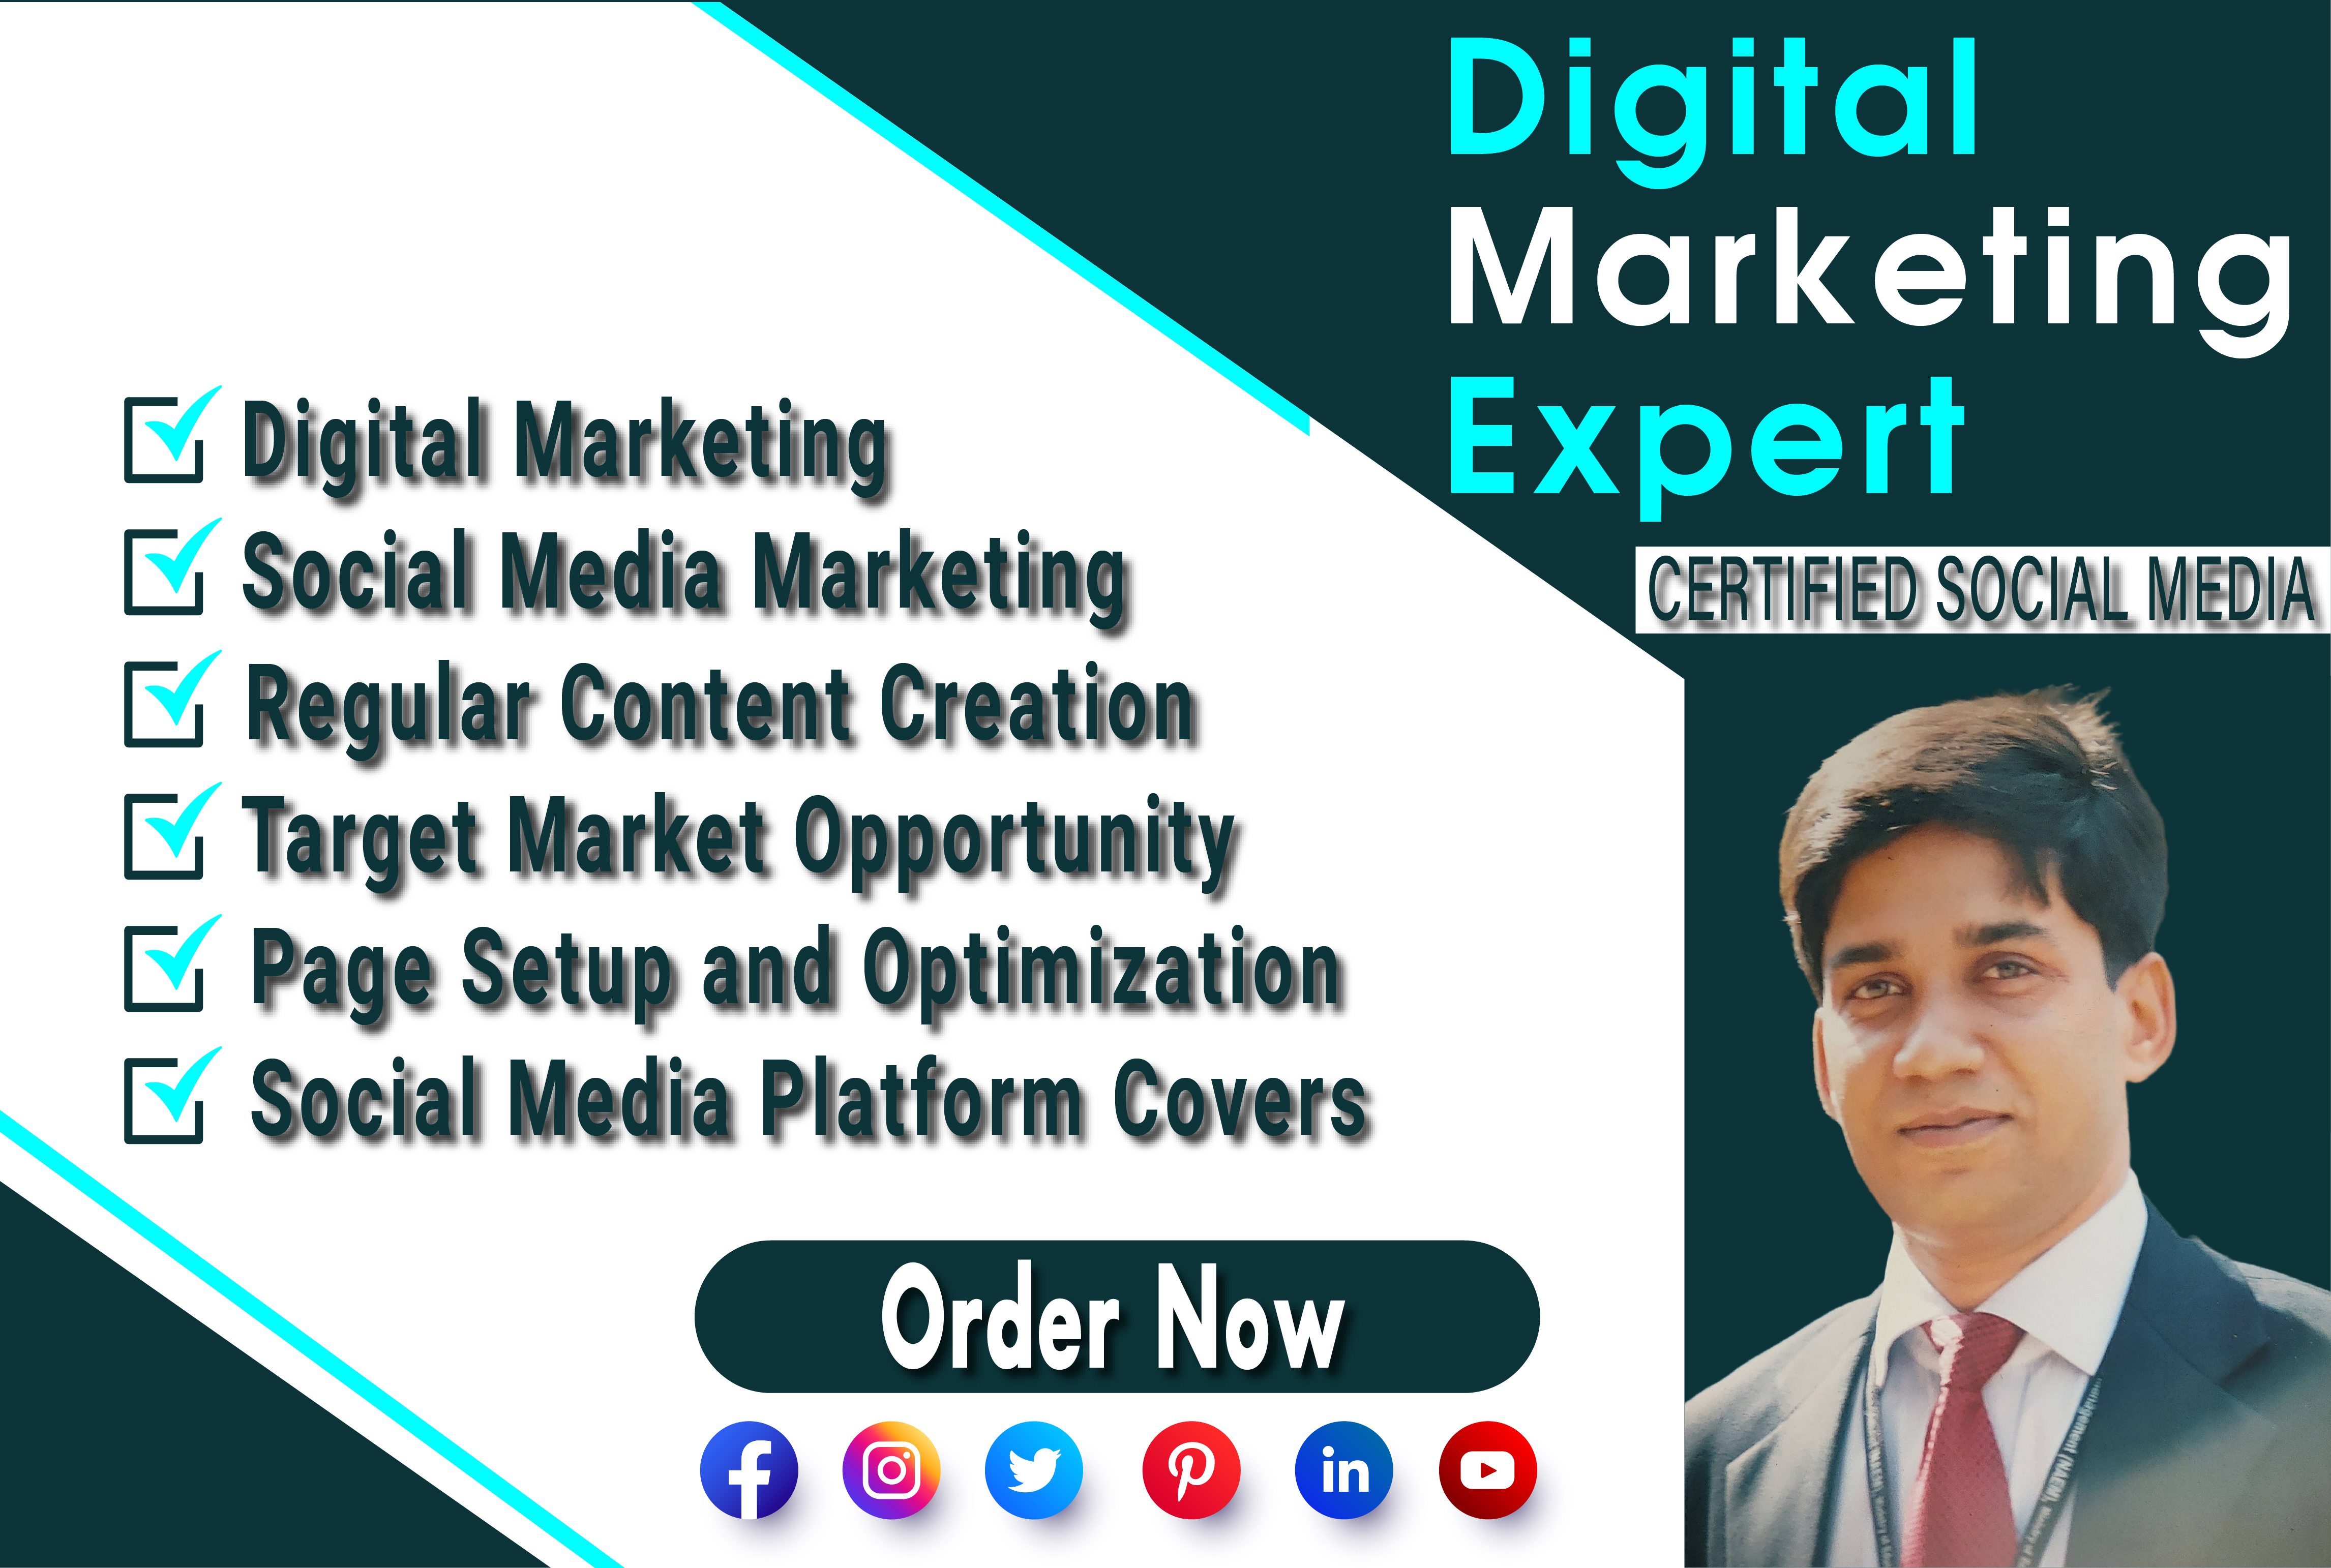 Digital
Marketing
Expert
CERTIFIED SOCIAL MEDIA
Digital Marketing
Social Media Marketing
Regular Content Creation
Target Market Opportunity
Page Setup and Optimization
Social Media Platform Covers
Order Now
in